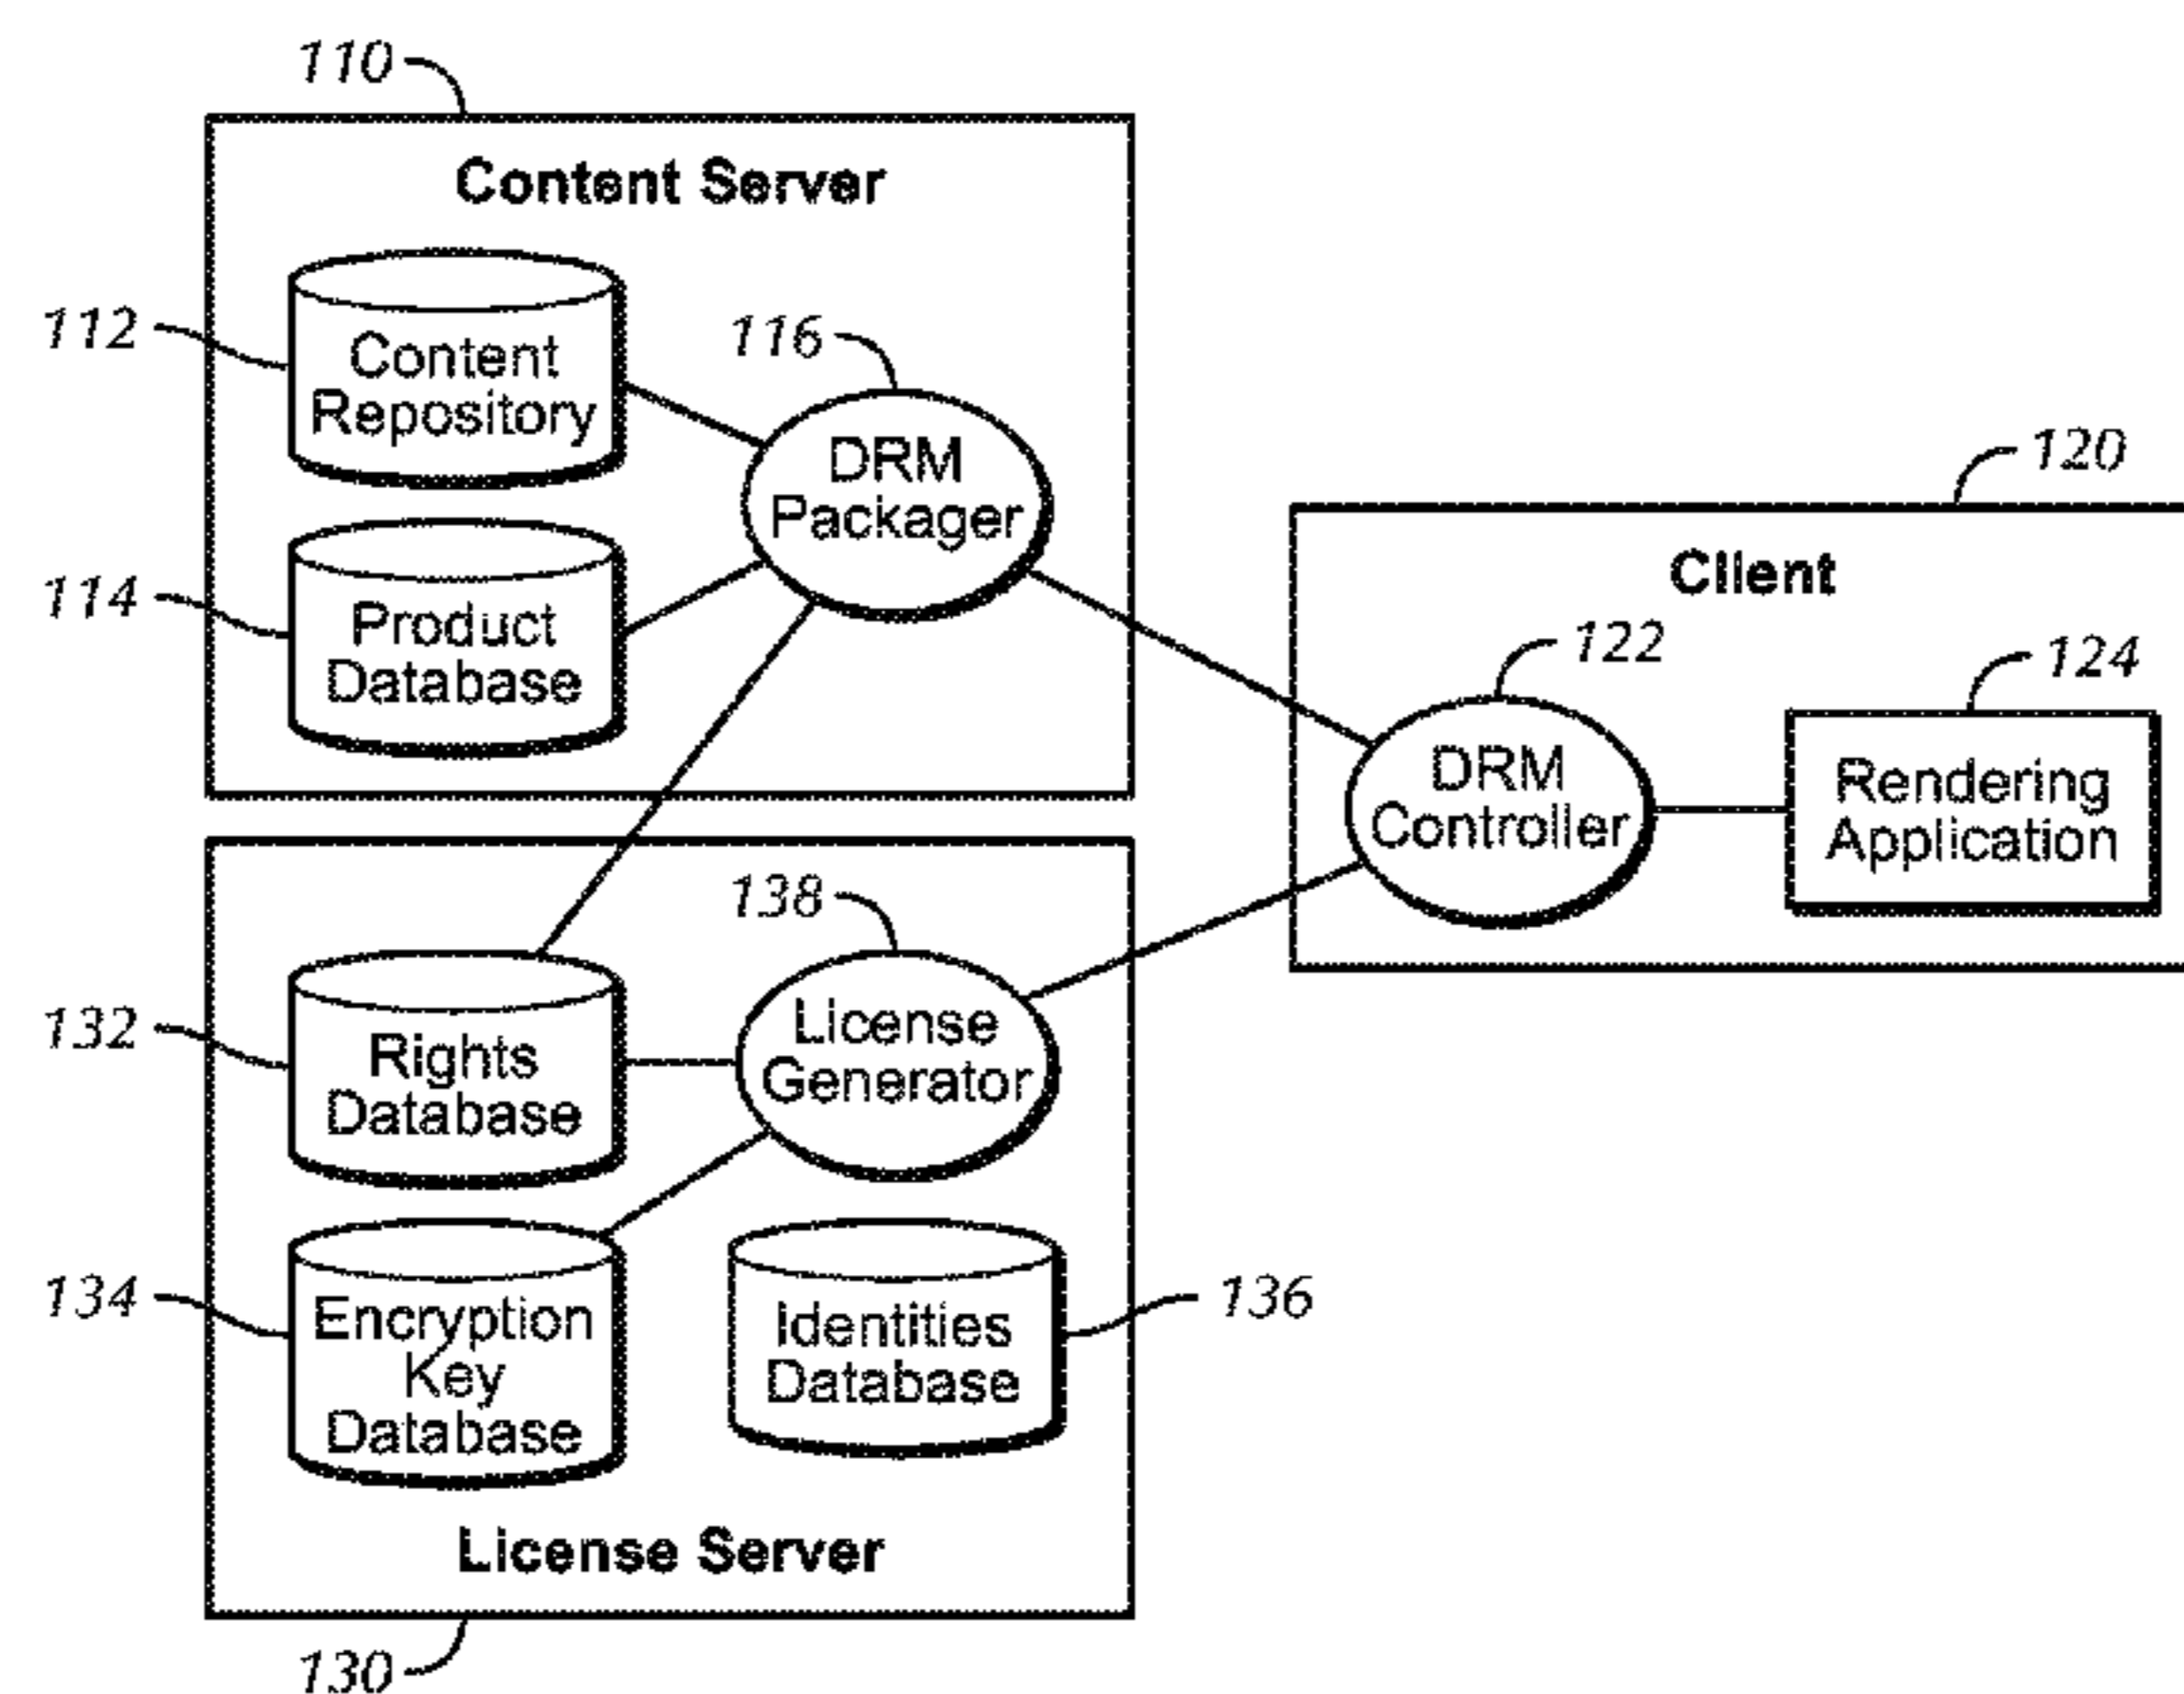 110
Content Server
112
Content
Repository
116
DRM
Packager
114
Product
Database
120
Client
122
124
DRM
Controller
Rendering
Application
138
License
Generator
132
Rights
Database
134
Encryption
Key
Database
Identities
Database
136
License Server
130